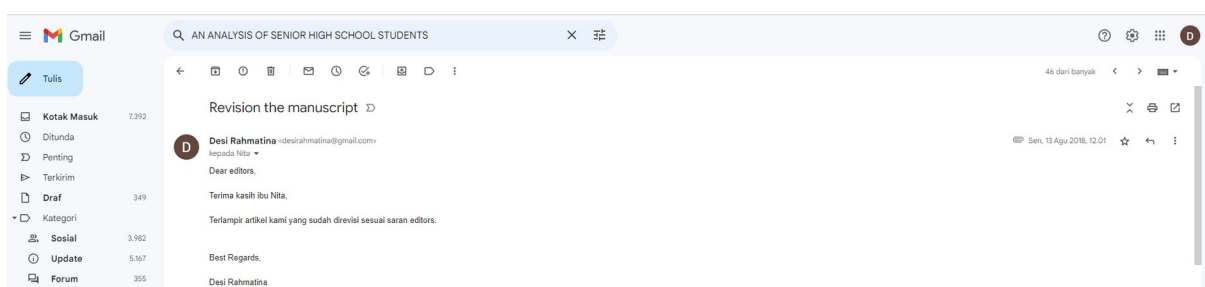 Gmail
AN ANALYSIS OF SENIOR HIGH SCHOOL STUDENTS
D
Tulis
46 dari banyak
Kotak Masuk 7.392
Ditunda
Penting
Terkirim
Draf 349
Kategori
Sosial 3.982
Update 5.167
Forum 355
Revision the manuscript
D
Desi Rahmatina <desirahmatina@gmail.com>
Sen, 13 Agu 2018, 12.01
kepada Nita
Dear editors,
Terima kasih ibu Nita,
Terlampir artikel kami yang sudah direvisi sesuai saran editors.
Best Regards,
Desi Rahmatina